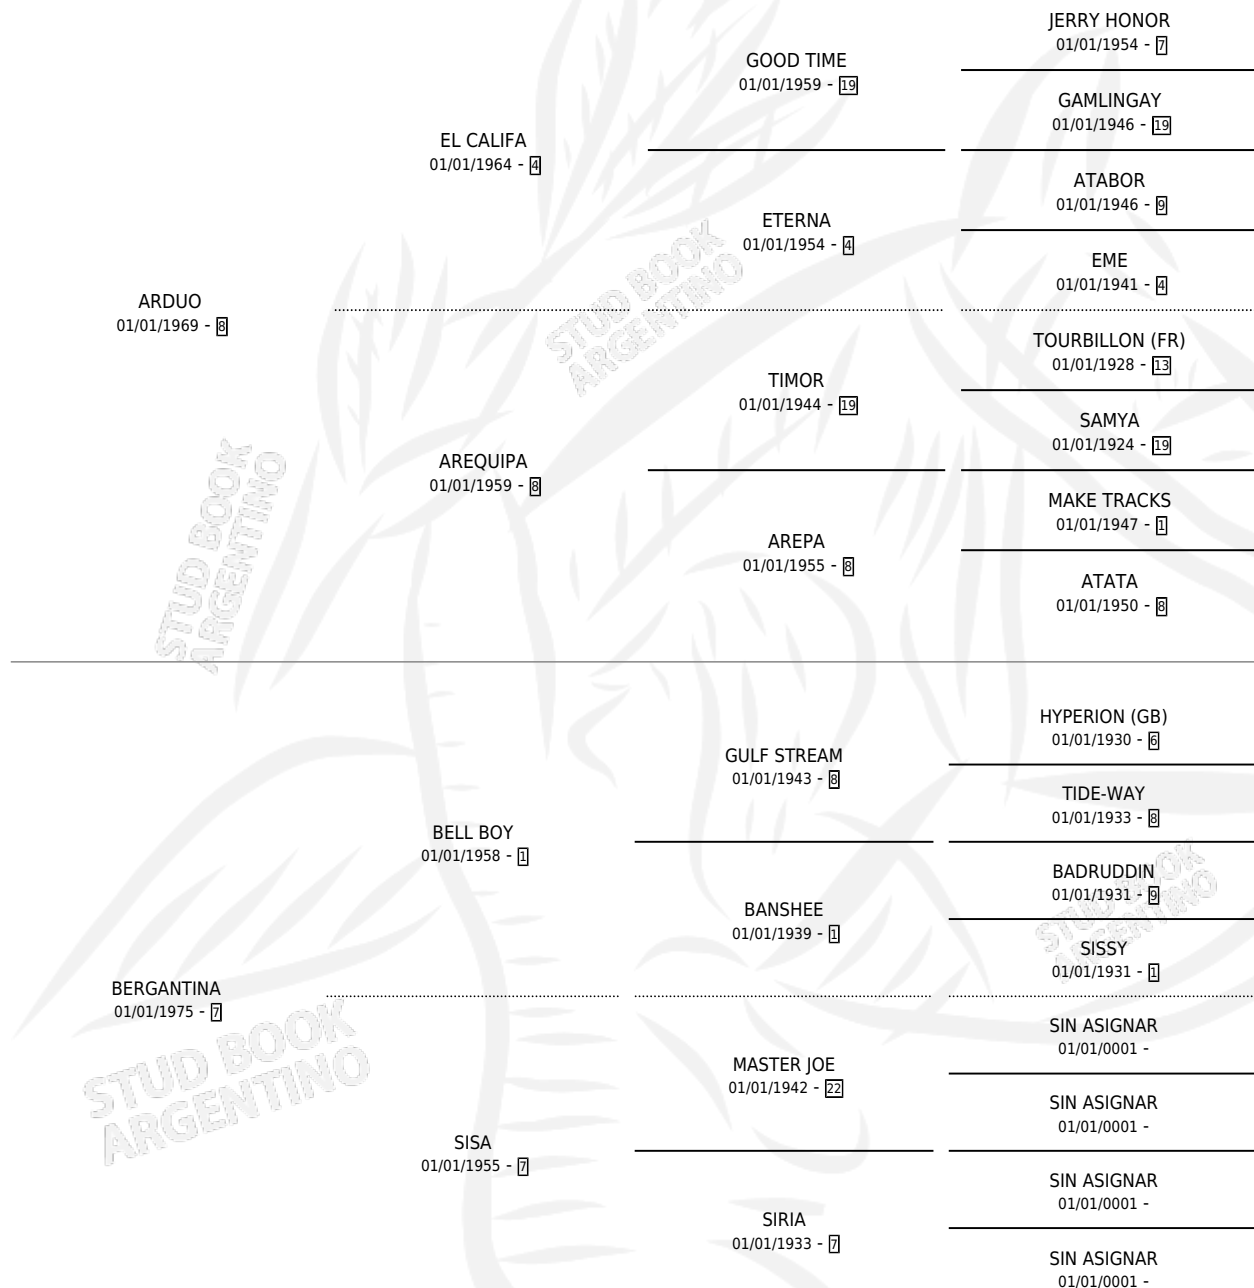 JERRY HONOR
01/01/1954 - 7
GOOD TIME
01/01/1959 - 19
GAMLINGAY
01/01/1946 - 19
EL CALIFA
01/01/1964 - 4
ATABOR
01/01/1946 - 9
ETERNA
01/01/1954 - 4
EME
01/01/1941 - 4
ARDUO
01/01/1969 - 8
STUD BOOK
ARGENTINO
TOURBILLON (FR)
01/01/1928 - 13
TIMOR
01/01/1944 - 19
SAMYA
01/01/1924 - 19
AREQUIPA
01/01/1959 - 8
MAKE TRACKS
01/01/1947 - 1
AREPA
01/01/1955 - 8
ATATA
01/01/1950 - 8
STUD BOOK
ARGENTINO
HYPERION (GB)
01/01/1930 - 6
GULF STREAM
01/01/1943 - 8
TIDE-WAY
01/01/1933 - 8
BELL BOY
01/01/1958 - 1
BADRUDDIN
01/01/1931 - 9
BANSHEE
01/01/1939 - 1
SISSY
01/01/1931 - 1
STUD BOOK
ARGENTINO
BERGANTINA
01/01/1975 - 7
STUD BOOK
ARGENTINO
SIN ASIGNAR
01/01/0001 -
MASTER JOE
01/01/1942 - 22
SIN ASIGNAR
01/01/0001 -
SISA
01/01/1955 - 7
SIN ASIGNAR
01/01/0001 -
SIRIA
01/01/1933 - 7
SIN ASIGNAR
01/01/0001 -